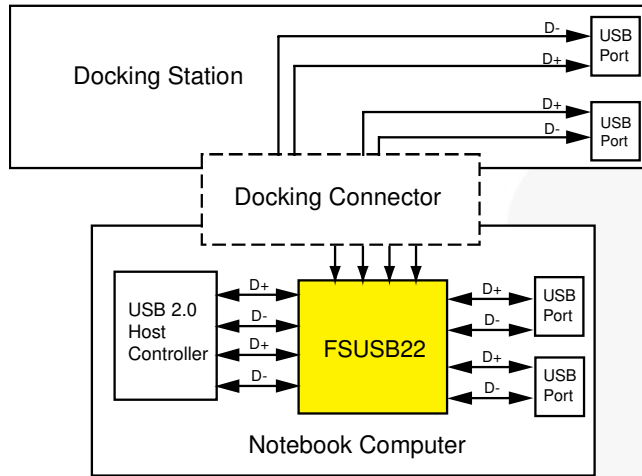 D-
USB
Port
D+
Docking Station
D+
USB
Port
D-
Docking Connector
USB 2.0
Host
Controller
D+
D-
D+
D-
FSUSB22
D+
USB
Port
D-
D+
USB
Port
D-
Notebook Computer